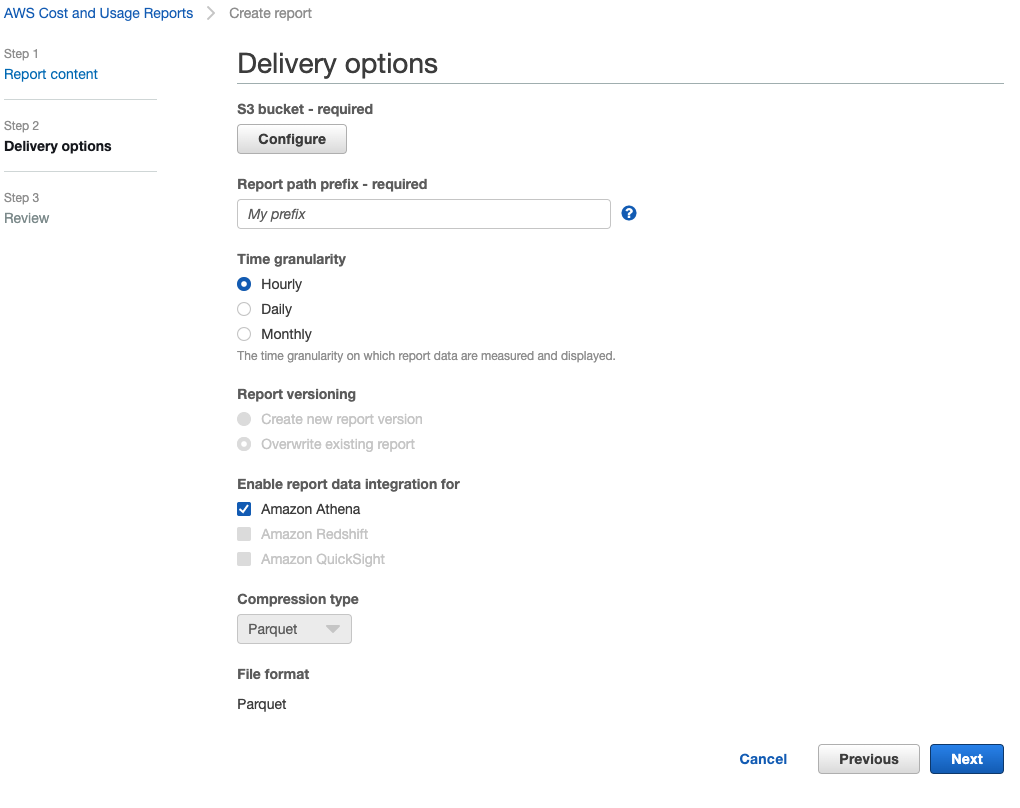 AWS Cost and Usage Reports Create report
Step 1
Report content
Step 2
Delivery options
Step 3
Review
Delivery options
S3 bucket - required
Configure
Report path prefix - required
My prefix
?
Time granularity
Hourly
Daily
Monthly
The time granularity on which report data are measured and displayed.
Report versioning
Create new report version
Overwrite existing report
Enable report data integration for
Amazon Athena
Amazon Redshift
Amazon QuickSight
Compression type
Parquet
File format
Parquet
Cancel Previous Next